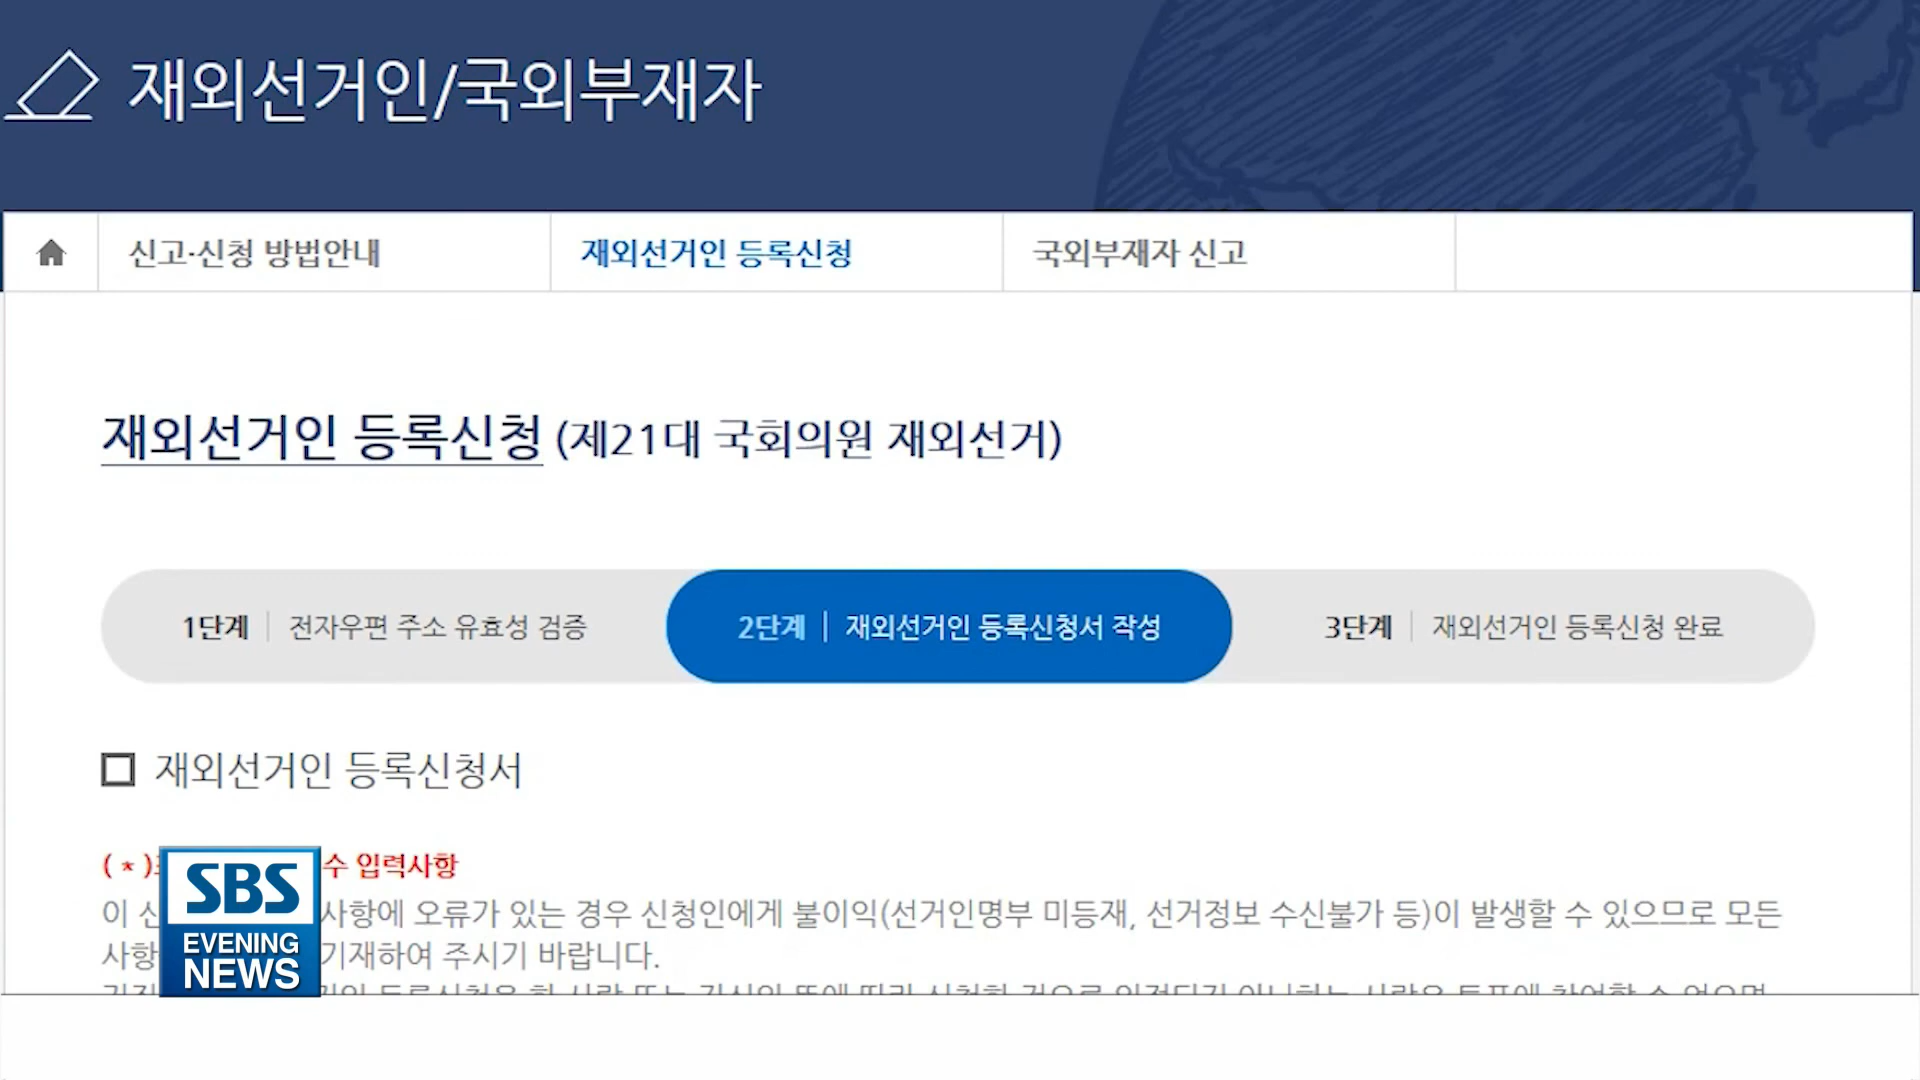 재외선거인/국외부재자
신고·신청 방법안내
재외선거인 등록신청
국외부재자 신고
재외선거인 등록신청 (제21대 국회의원 재외선거)
1단계 전자우편 주소 유효성 검증
2단계 재외선거인 등록신청서 작성
3단계 재외선거인 등록신청 완료
재외선거인 등록신청서
(*) 수 입력사항
이 신 사항에 오류가 있는 경우 신청인에게 불이익(선거인명부 미등재, 선거정보 수신불가 등)이 발생할 수 있으므로 모든
사항 기재하여 주시기 바랍니다.
SBS
EVENING
NEWS